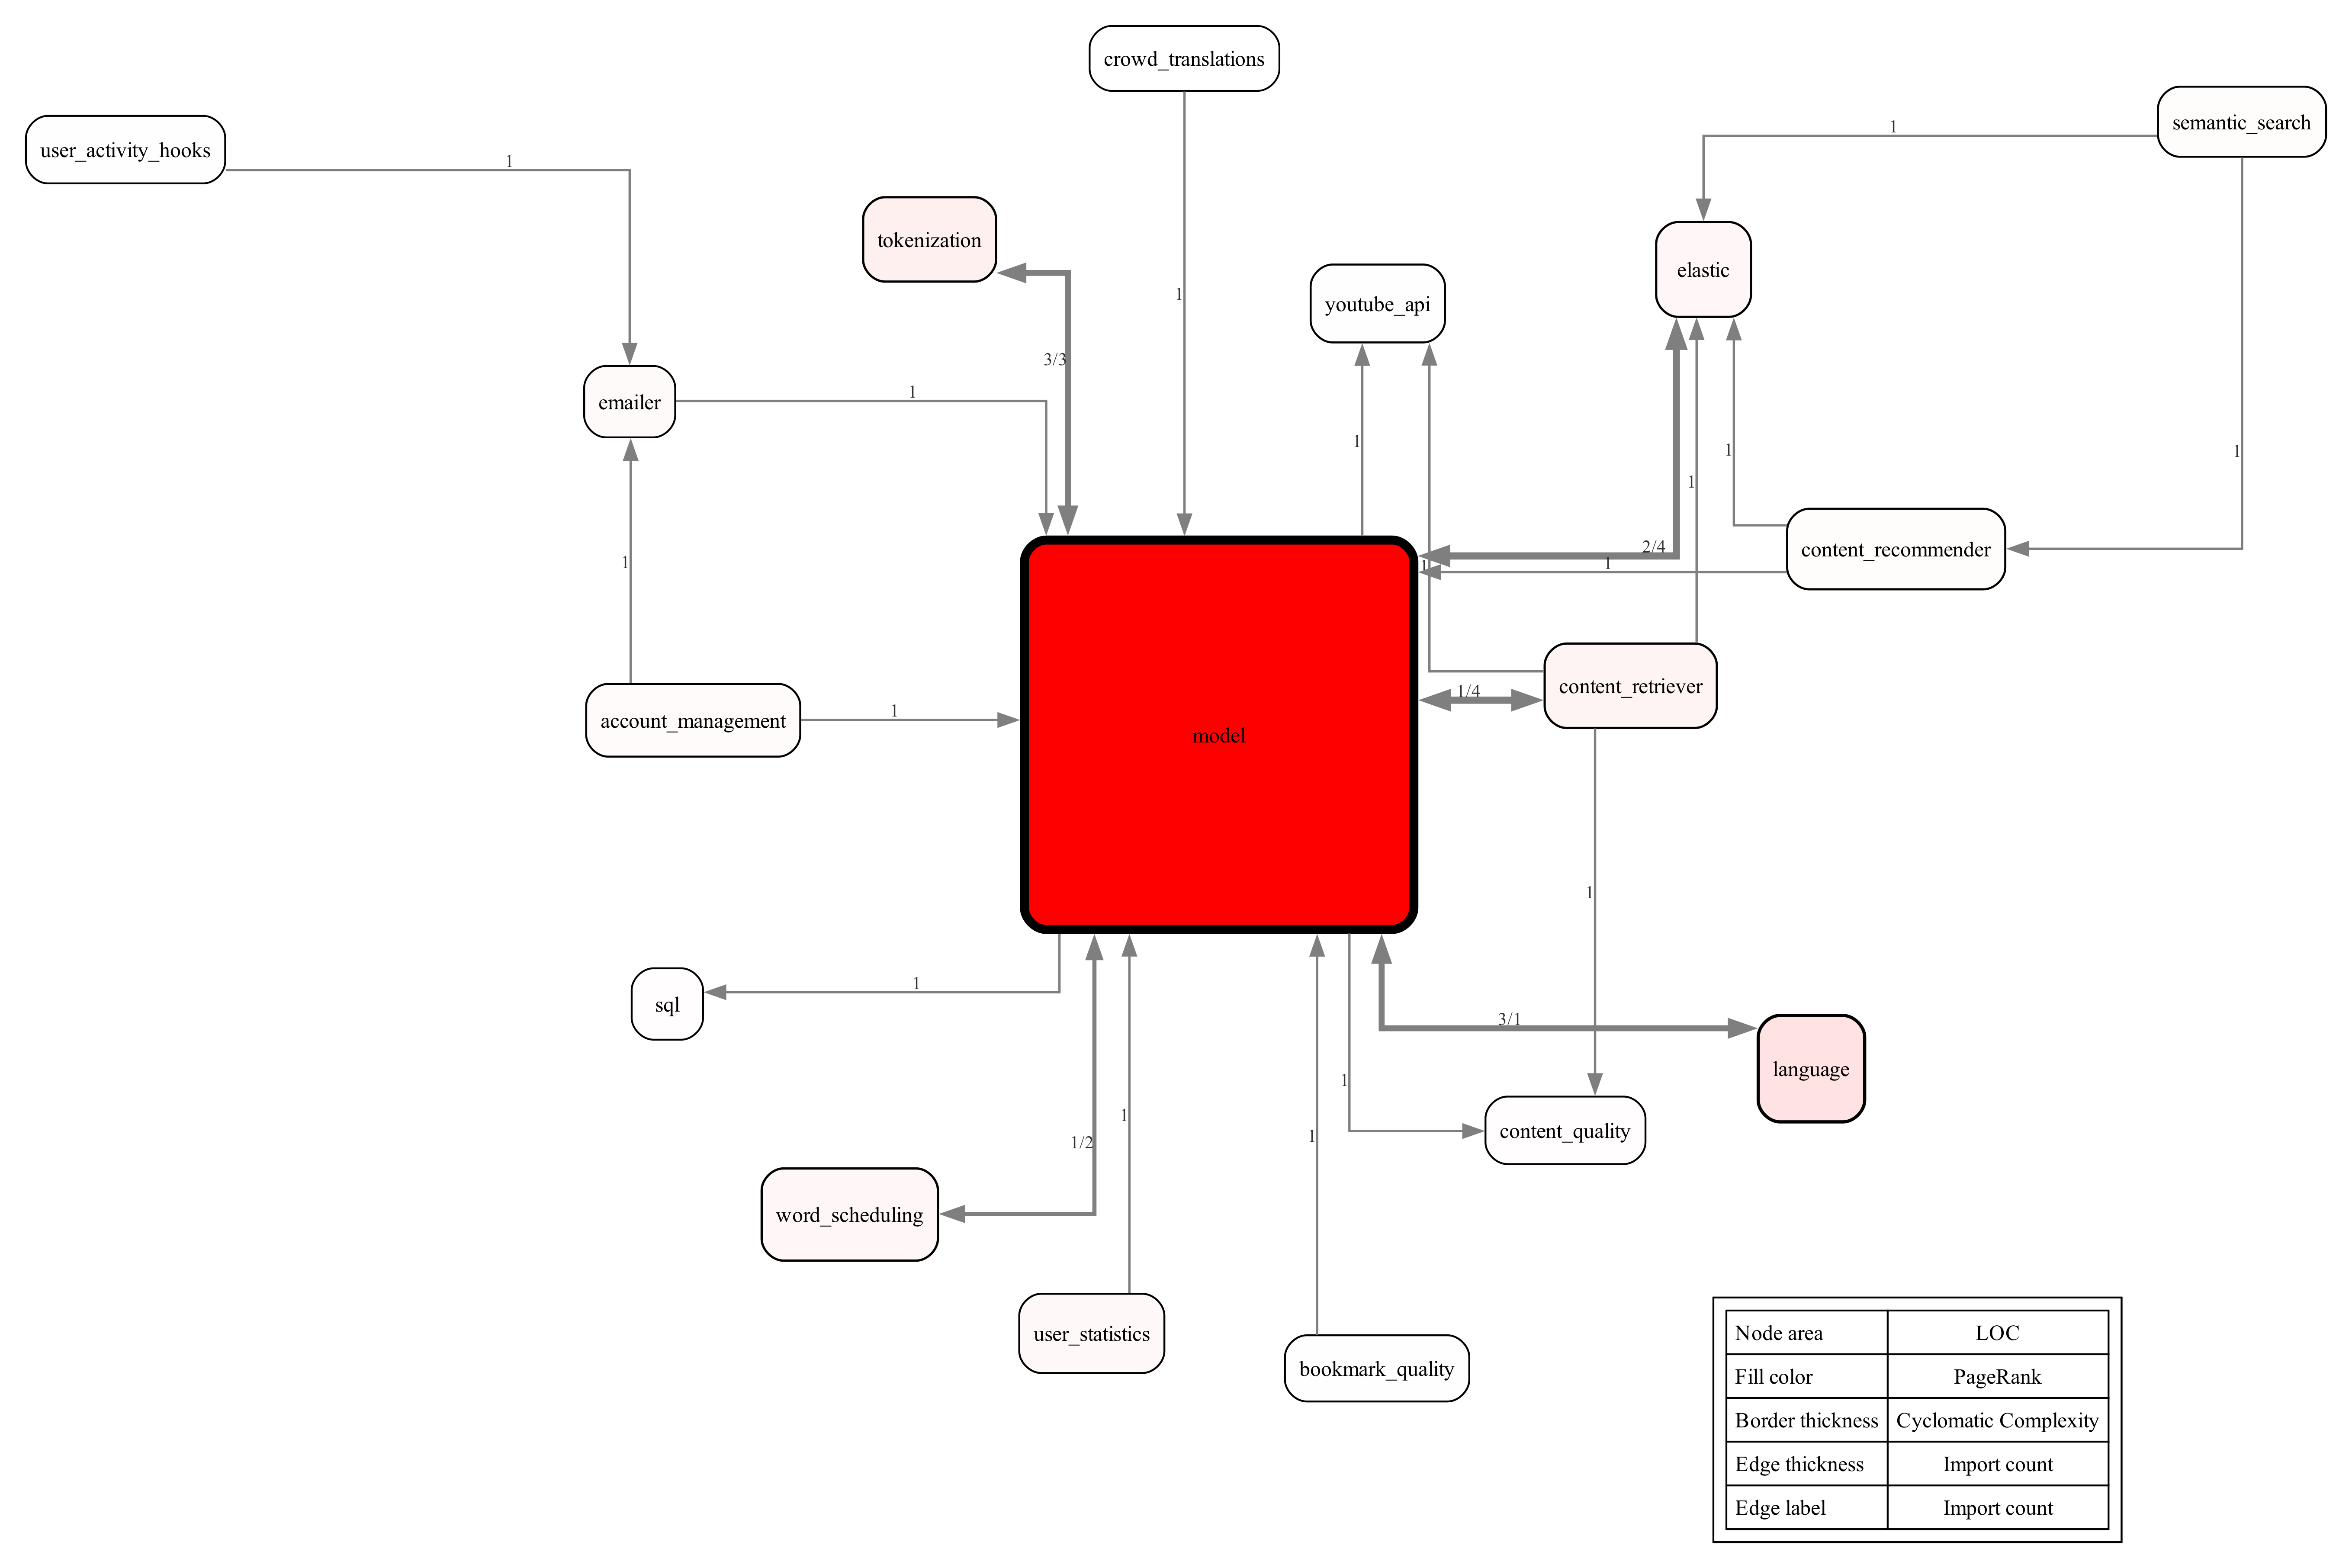 crowd_translations
semantic_search
1
user_activity_hooks
1
tokenization
elastic
youtube_api
1
3/3
1
emailer
1
1
1
1
1
2/4
content_recommender
1
1
1
content_retriever
1/4
account_management
1
model
1
1
sql
3/1
language
1
1
content_quality
1
1/2
word_scheduling
user_statistics
bookmark_quality
Node area LOC
Fill color PageRank
Border thickness Cyclomatic Complexity
Edge thickness Import count
Edge label Import count